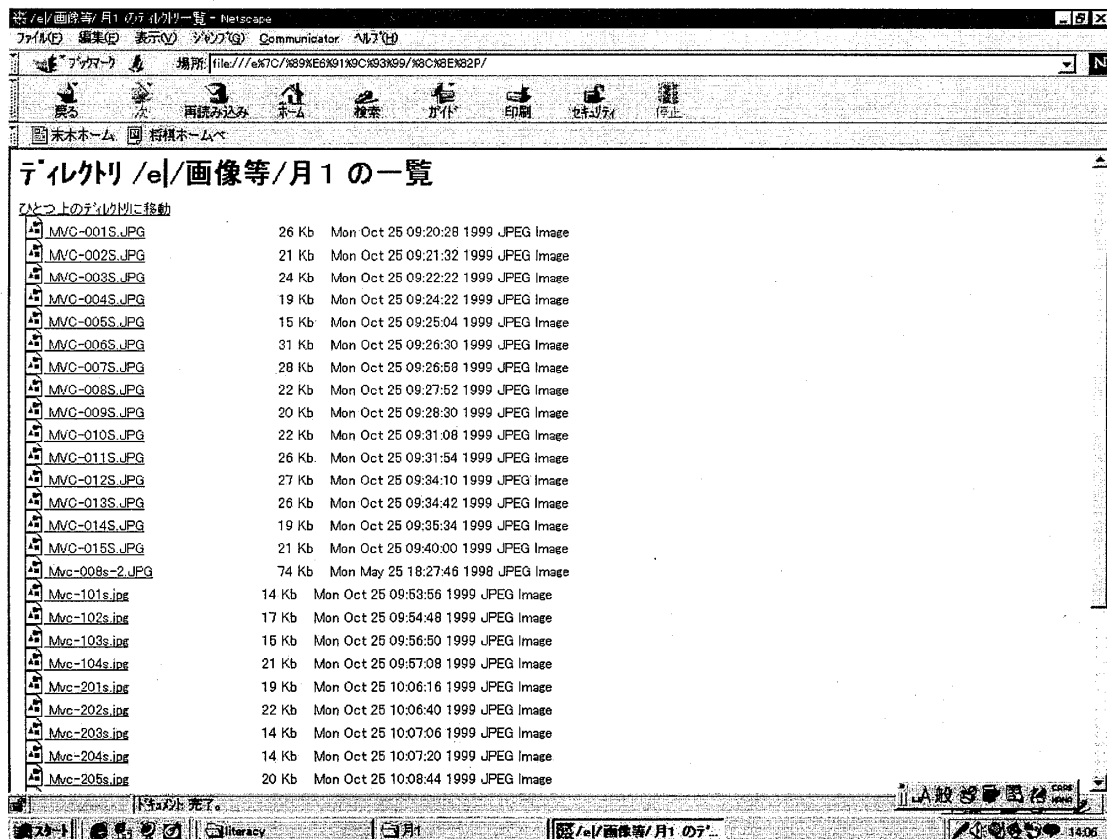 /e|/画像等/月1 のディレクトリ一覧 - Netscape
ファイル(F) 編集(E) 表示(V) ジャンプ(G) Communicator ヘルプ(H)
ブックマーク 場所: file:///e%7C/%89%E6%91%9C%93%99/%8C%8E%82P/
戻る 次 再読み込み ホーム 検索 ガイド 印刷 セキュリティ 停止
末木ホーム 将棋ホームペ
ディレクトリ /e|/画像等/月1 の一覧
ひとつ上のディレクトリに移動
MVC-001S.JPG 26 Kb Mon Oct 25 09:20:28 1999 JPEG Image
MVC-002S.JPG 21 Kb Mon Oct 25 09:21:32 1999 JPEG Image
MVC-003S.JPG 24 Kb Mon Oct 25 09:22:22 1999 JPEG Image
MVC-004S.JPG 19 Kb Mon Oct 25 09:24:22 1999 JPEG Image
MVC-005S.JPG 15 Kb Mon Oct 25 09:25:04 1999 JPEG Image
MVC-006S.JPG 31 Kb Mon Oct 25 09:26:30 1999 JPEG Image
MVC-007S.JPG 28 Kb Mon Oct 25 09:26:58 1999 JPEG Image
MVC-008S.JPG 22 Kb Mon Oct 25 09:27:52 1999 JPEG Image
MVC-009S.JPG 20 Kb Mon Oct 25 09:28:30 1999 JPEG Image
MVC-010S.JPG 22 Kb Mon Oct 25 09:31:08 1999 JPEG Image
MVC-011S.JPG 26 Kb Mon Oct 25 09:31:54 1999 JPEG Image
MVC-012S.JPG 27 Kb Mon Oct 25 09:34:10 1999 JPEG Image
MVC-013S.JPG 26 Kb Mon Oct 25 09:34:42 1999 JPEG Image
MVC-014S.JPG 19 Kb Mon Oct 25 09:35:34 1999 JPEG Image
MVC-015S.JPG 21 Kb Mon Oct 25 09:40:00 1999 JPEG Image
Mvc-008s-2.JPG 74 Kb Mon May 25 18:27:46 1998 JPEG Image
Mvc-101s.jpg 14 Kb Mon Oct 25 09:53:56 1999 JPEG Image
Mvc-102s.jpg 17 Kb Mon Oct 25 09:54:48 1999 JPEG Image
Mvc-103s.jpg 15 Kb Mon Oct 25 09:56:50 1999 JPEG Image
Mvc-104s.jpg 21 Kb Mon Oct 25 09:57:08 1999 JPEG Image
Mvc-201s.jpg 19 Kb Mon Oct 25 10:06:16 1999 JPEG Image
Mvc-202s.jpg 22 Kb Mon Oct 25 10:06:40 1999 JPEG Image
Mvc-203s.jpg 14 Kb Mon Oct 25 10:07:06 1999 JPEG Image
Mvc-204s.jpg 14 Kb Mon Oct 25 10:07:20 1999 JPEG Image
Mvc-205s.jpg 20 Kb Mon Oct 25 10:08:44 1999 JPEG Image
ドキュメント 完了。
A 般
スタート literacy 月1 /e|/画像等/月1 のデ... 14:06